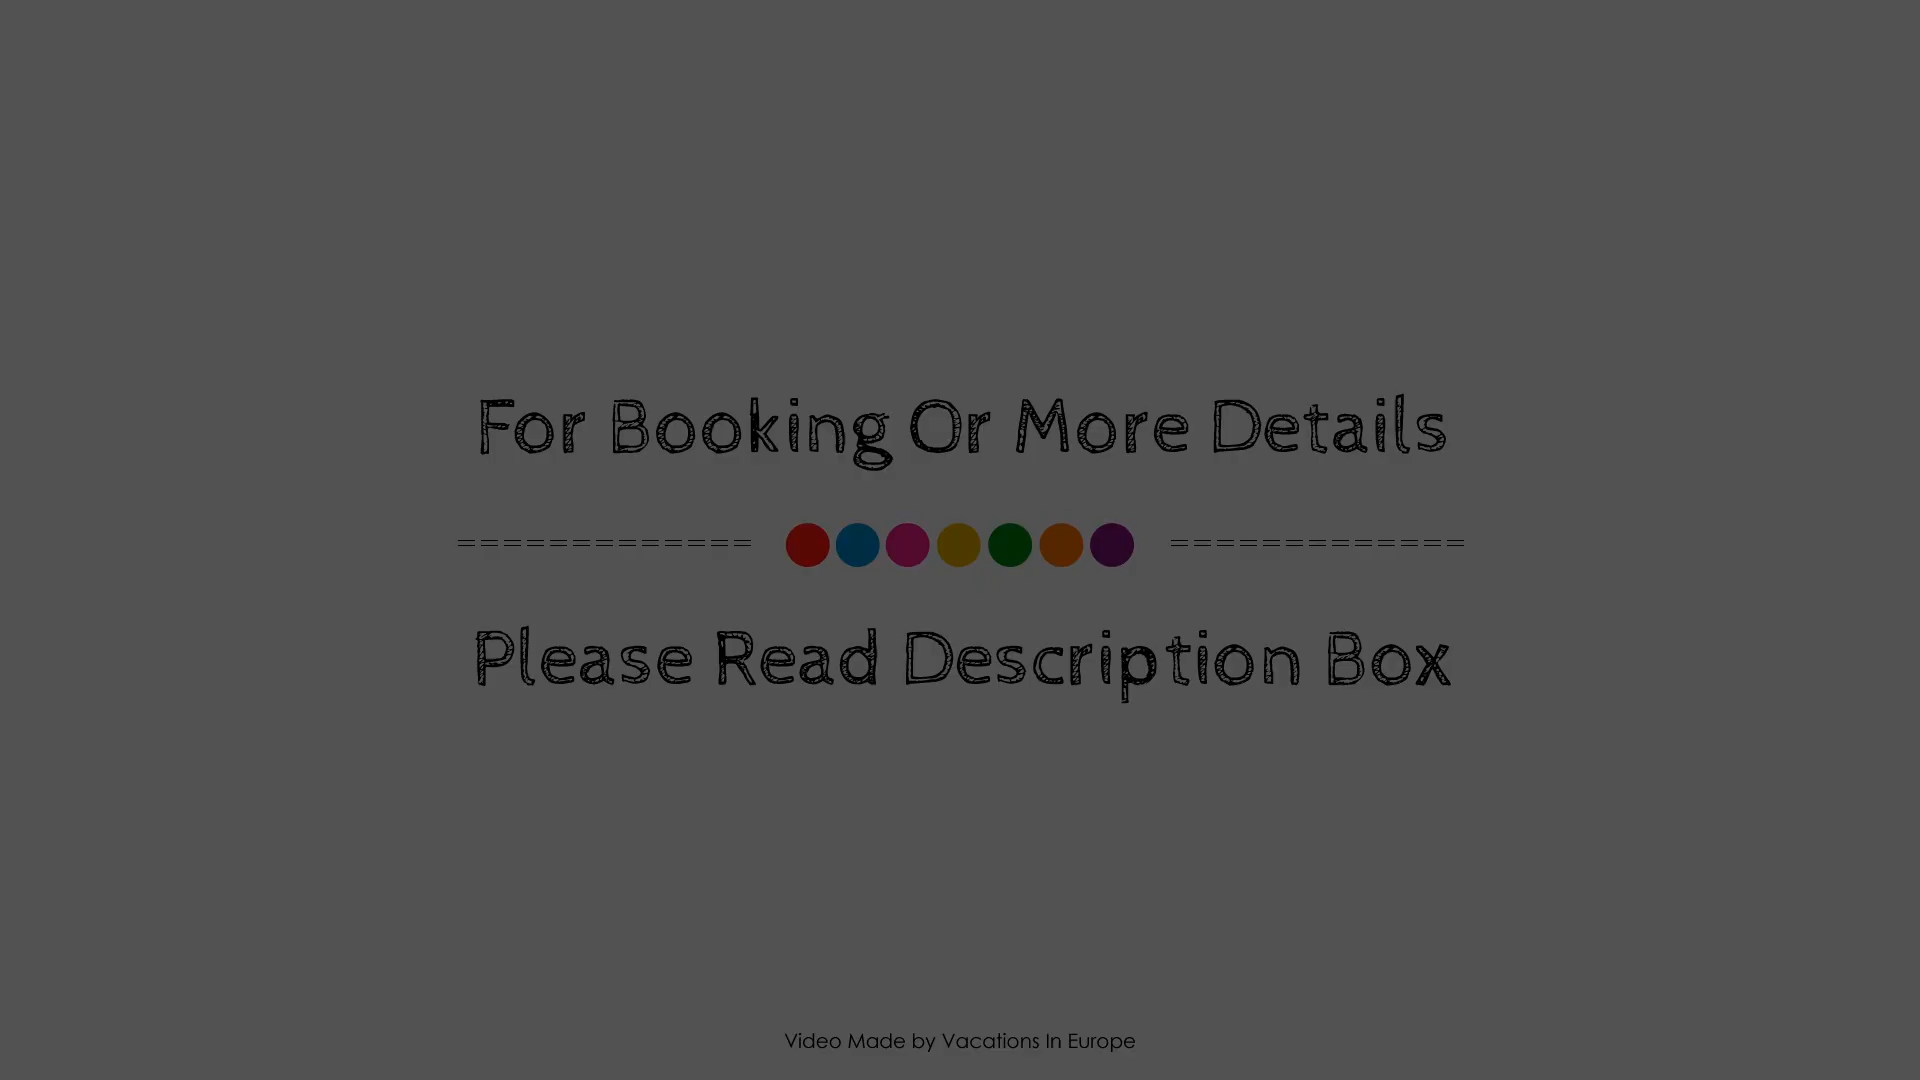 For Booking Or More Details
============= =============
Please Read Description Box
Video Made by Vacations In Europe